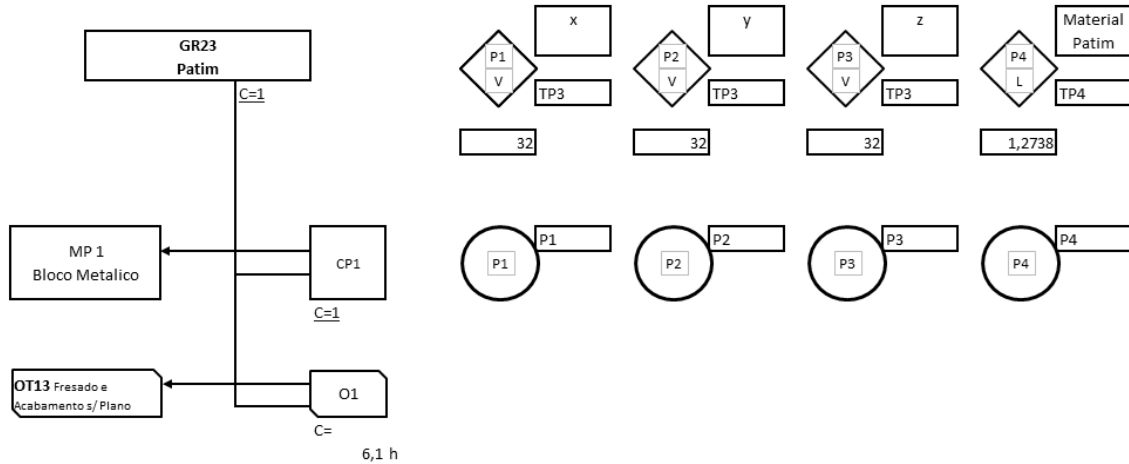 GR23
Patim
C=1
x
y
z
Material
Patim
P1
V
P2
V
P3
V
P4
L
TP3
TP3
TP3
TP4
32
32
32
1,2738
MP 1
Bloco Metalico
CP1
C=1
P1
P1
P2
P2
P3
P3
P4
P4
OT13 Fresado e
Acabamento s/ Plano
O1
C=
6,1 h